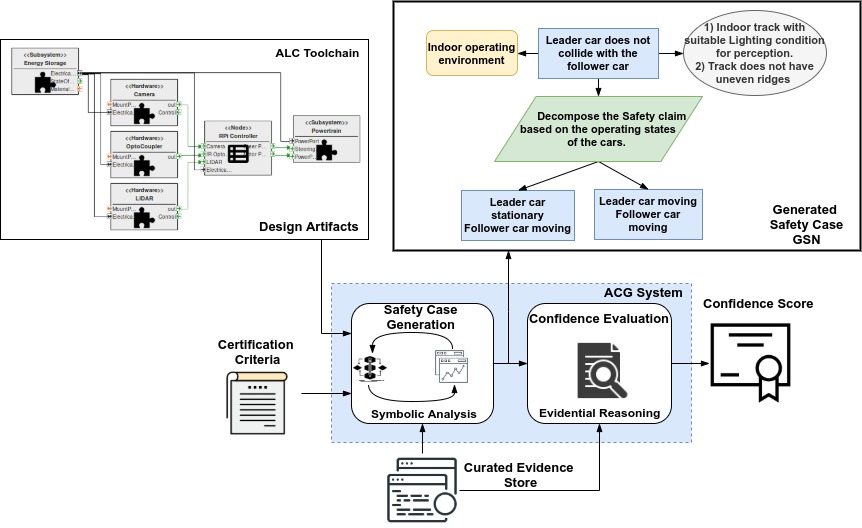 ALC Toolchain
<<Subsystem>>
Energy Storage
Electrica...
StateOf...
Material...
<<Hardware>>
Camera
MountP...
out
Electrica...
Control
<<Hardware>>
OptoCoupler
MountP...
out
Electrica...
<<Hardware>>
LIDAR
MountP...
out
Electrica...
Control
<<Node>>
RPI Controller
Camera
IR Opto
LIDAR
Electrica...
<<Subsystem>>
Powertrain
PowerPort
Steering
PowerP...
Design Artifacts
Indoor operating
environment
Leader car does not
collide with the
follower car
1) Indoor track with
suitable Lighting condition
for perception.
2) Track does not have
uneven ridges
Decompose the Safety claim
based on the operating states
of the cars.
Leader car
stationary
Follower car moving
Leader car moving
Follower car
moving
Generated
Safety Case
GSN
ACG System
Safety Case
Generation
Symbolic Analysis
Confidence Evaluation
Evidential Reasoning
Confidence Score
Certification
Criteria
Curated Evidence
Store